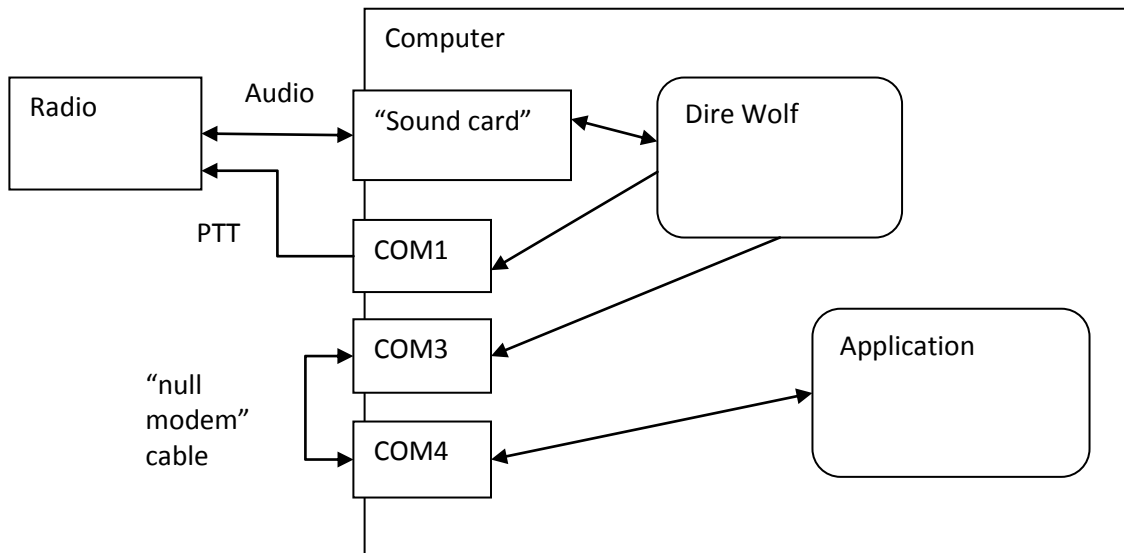 Computer
Radio
Audio
“Sound card”
Dire Wolf
PTT
COM1
COM3
Application
“null
modem”
cable
COM4